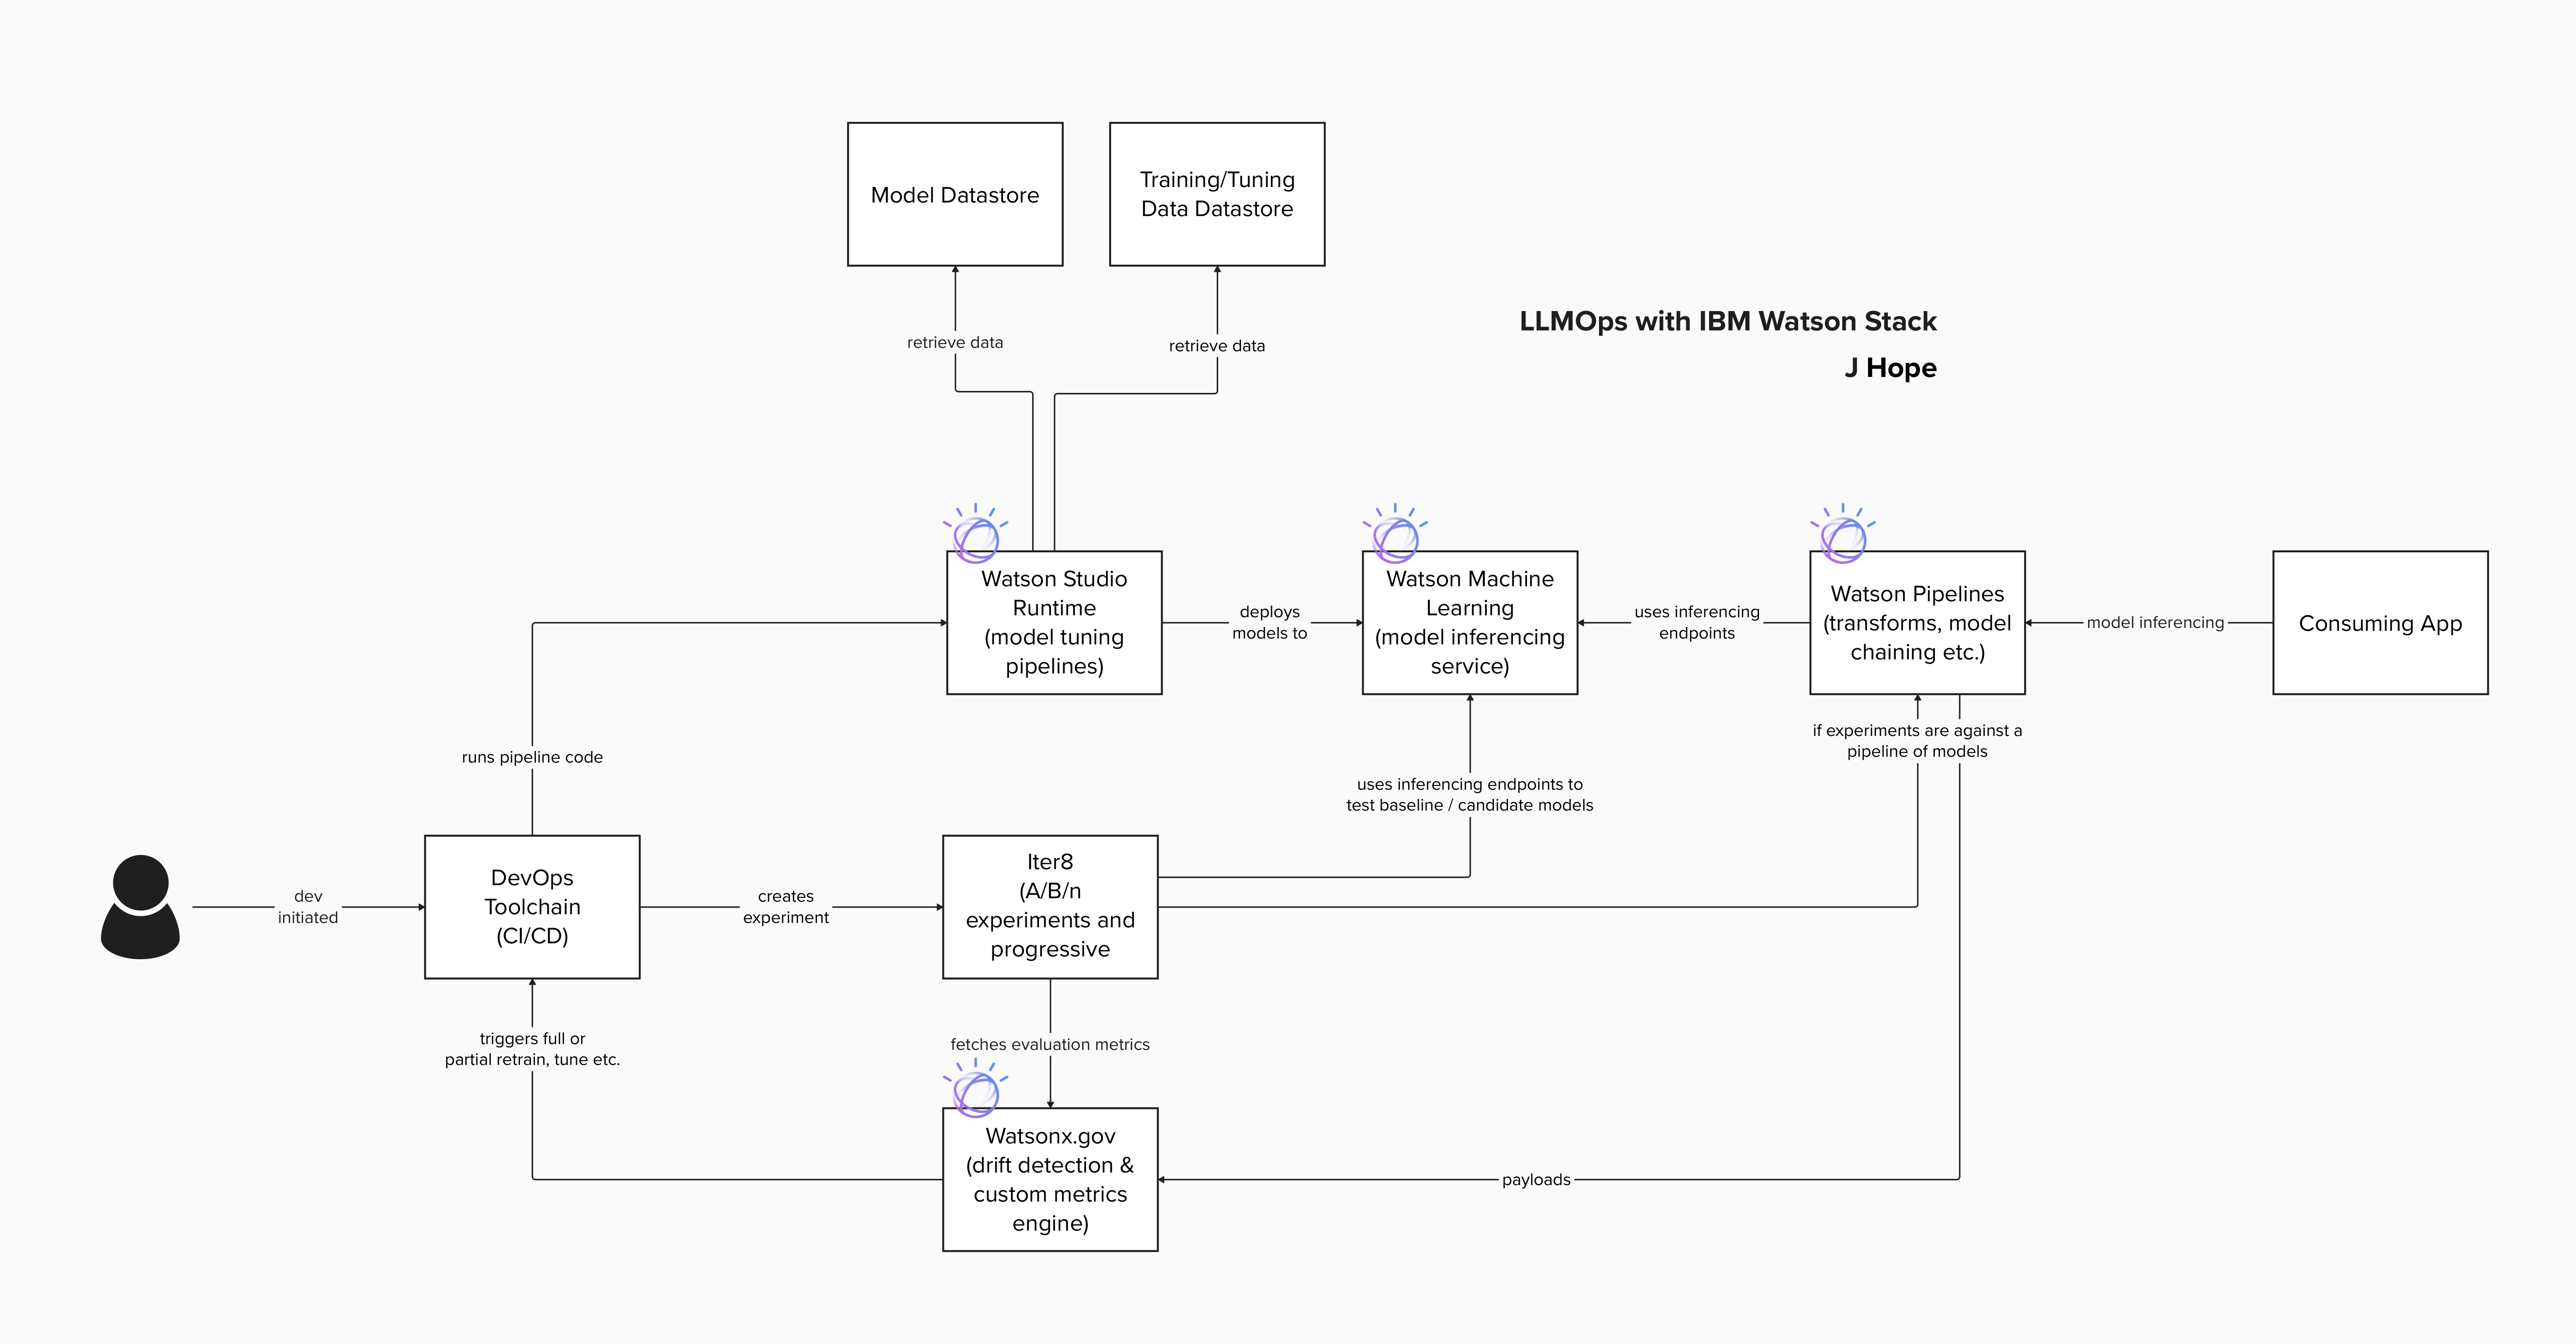 Model Datastore
Training/Tuning
Data Datastore
LLMOps with IBM Watson Stack
J Hope
retrieve data
retrieve data
Watson Studio
Runtime
(model tuning
pipelines)
deploys
models to
Watson Machine
Learning
(model inferencing
service)
uses inferencing
endpoints
Watson Pipelines
(transforms, model
chaining etc.)
model inferencing
Consuming App
runs pipeline code
if experiments are against a
pipeline of models
uses inferencing endpoints to
test baseline / candidate models
dev
initiated
DevOps
Toolchain
(CI/CD)
creates
experiment
Iter8
(A/B/n
experiments and
progressive
triggers full or
partial retrain, tune etc.
fetches evaluation metrics
Watsonx.gov
(drift detection &
custom metrics
engine)
payloads